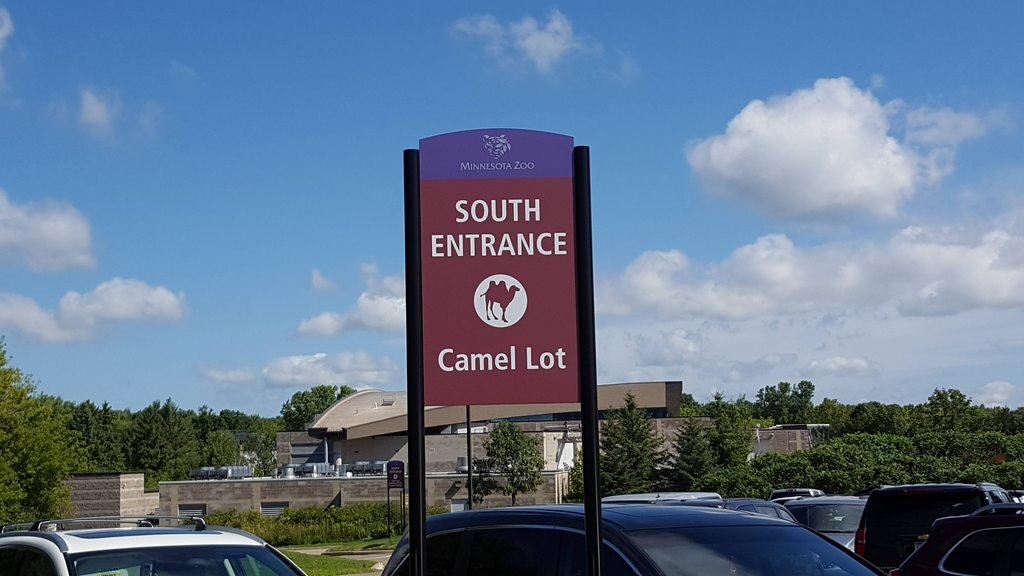 MINNESOTA ZOO
SOUTH
ENTRANCE
Camel Lot